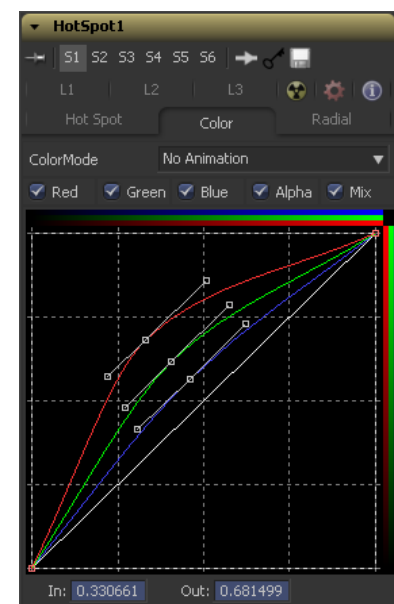 HotSpot1
S1 S2 S3 S4 S5 S6
L1 L2 L3
Hot Spot Color Radial
ColorMode No Animation
Red Green Blue Alpha Mix
In: 0.330661 Out: 0.681499